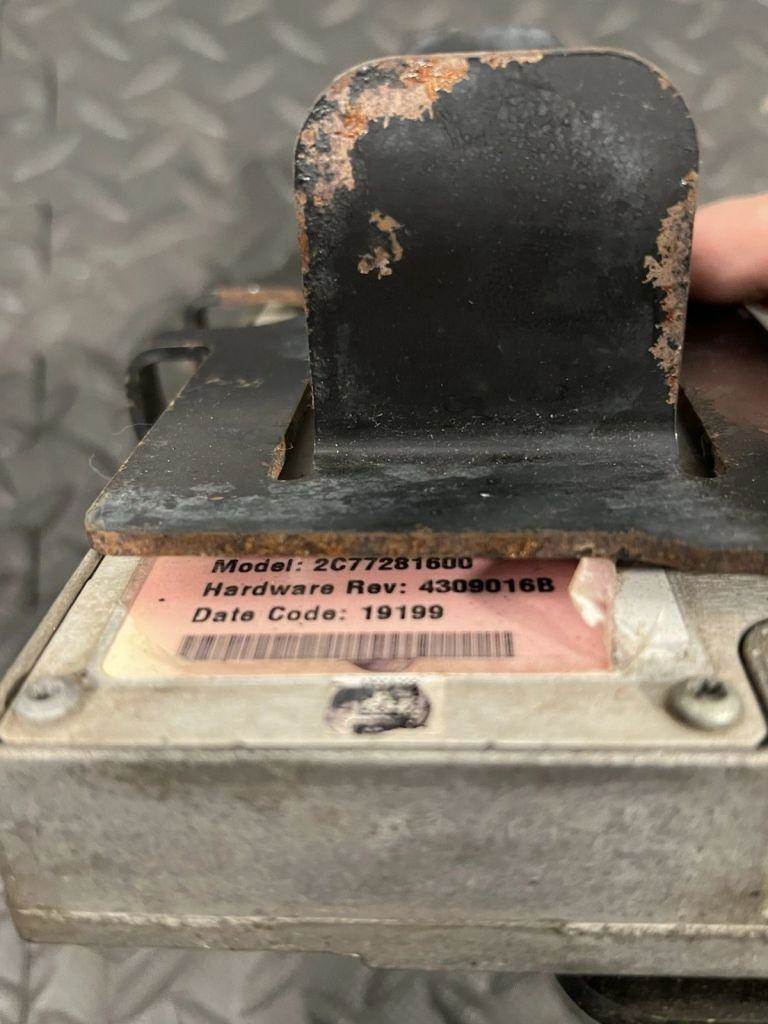 Model: 2C77281600
Hardware Rev: 4309016B
Date Code: 19199